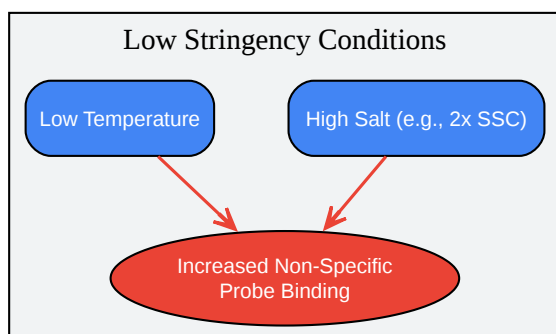 Low Stringency Conditions
Low Temperature
High Salt (e.g., 2x SSC)
Increased Non-Specific
Probe Binding